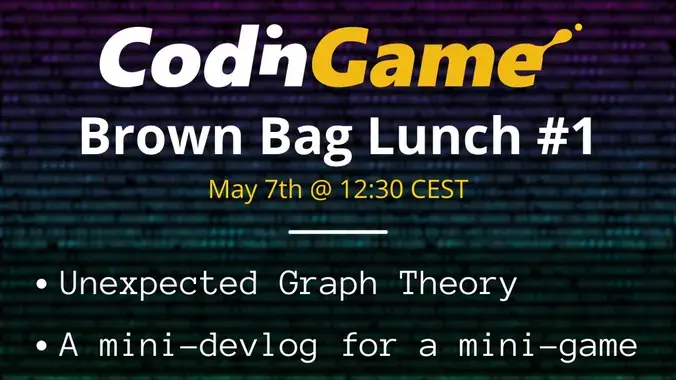 CodinGame
Brown Bag Lunch #1
May 7th @ 12:30 CEST
• Unexpected Graph Theory
• A mini-devlog for a mini-game